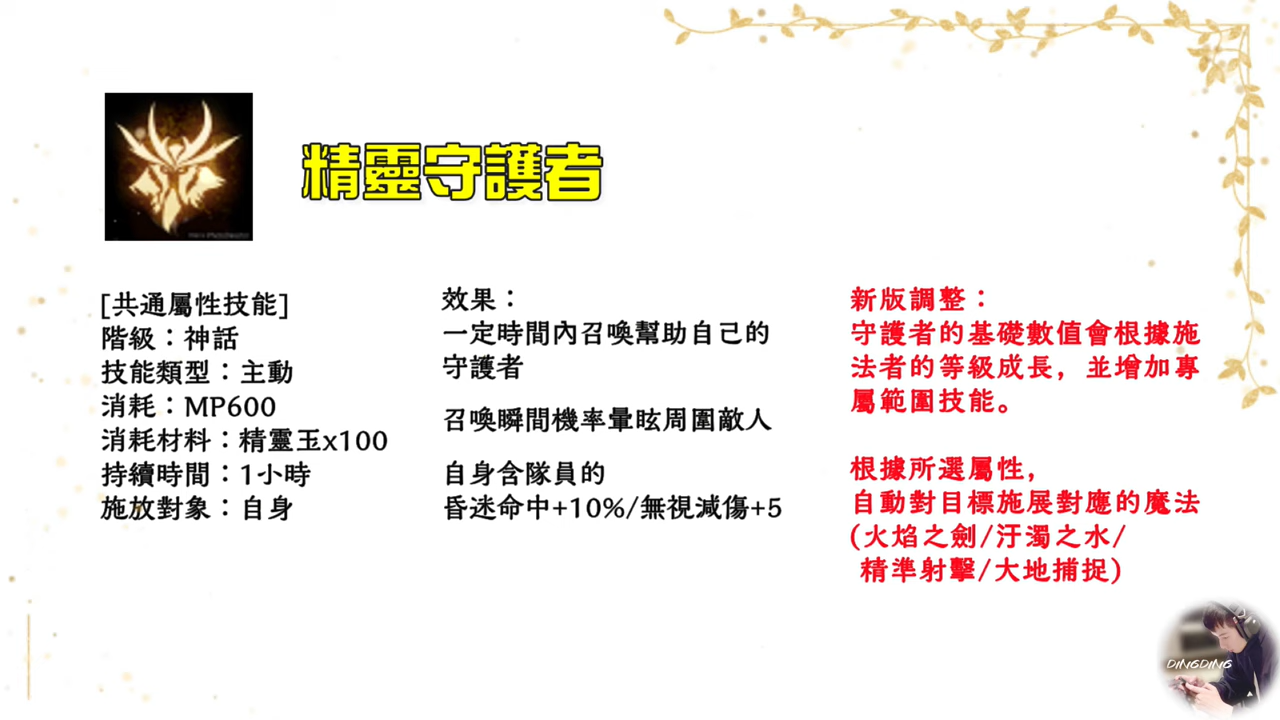 精靈守護者
[共通屬性技能]
階級：神話
技能類型：主動
消耗：MP600
消耗材料：精靈玉x100
持續時間：1小時
施放對象：自身
效果：
一定時間內召喚幫助自己的
守護者
召喚瞬間機率暈眩周圍敵人
自身含隊員的
昏迷命中+10%/無視減傷+5
新版調整：
守護者的基礎數值會根據施
法者的等級成長，並增加專
屬範圍技能。
根據所選屬性，
自動對目標施展對應的魔法
(火焰之劍/汙濁之水/
精準射擊/大地捕捉)
DINGDING